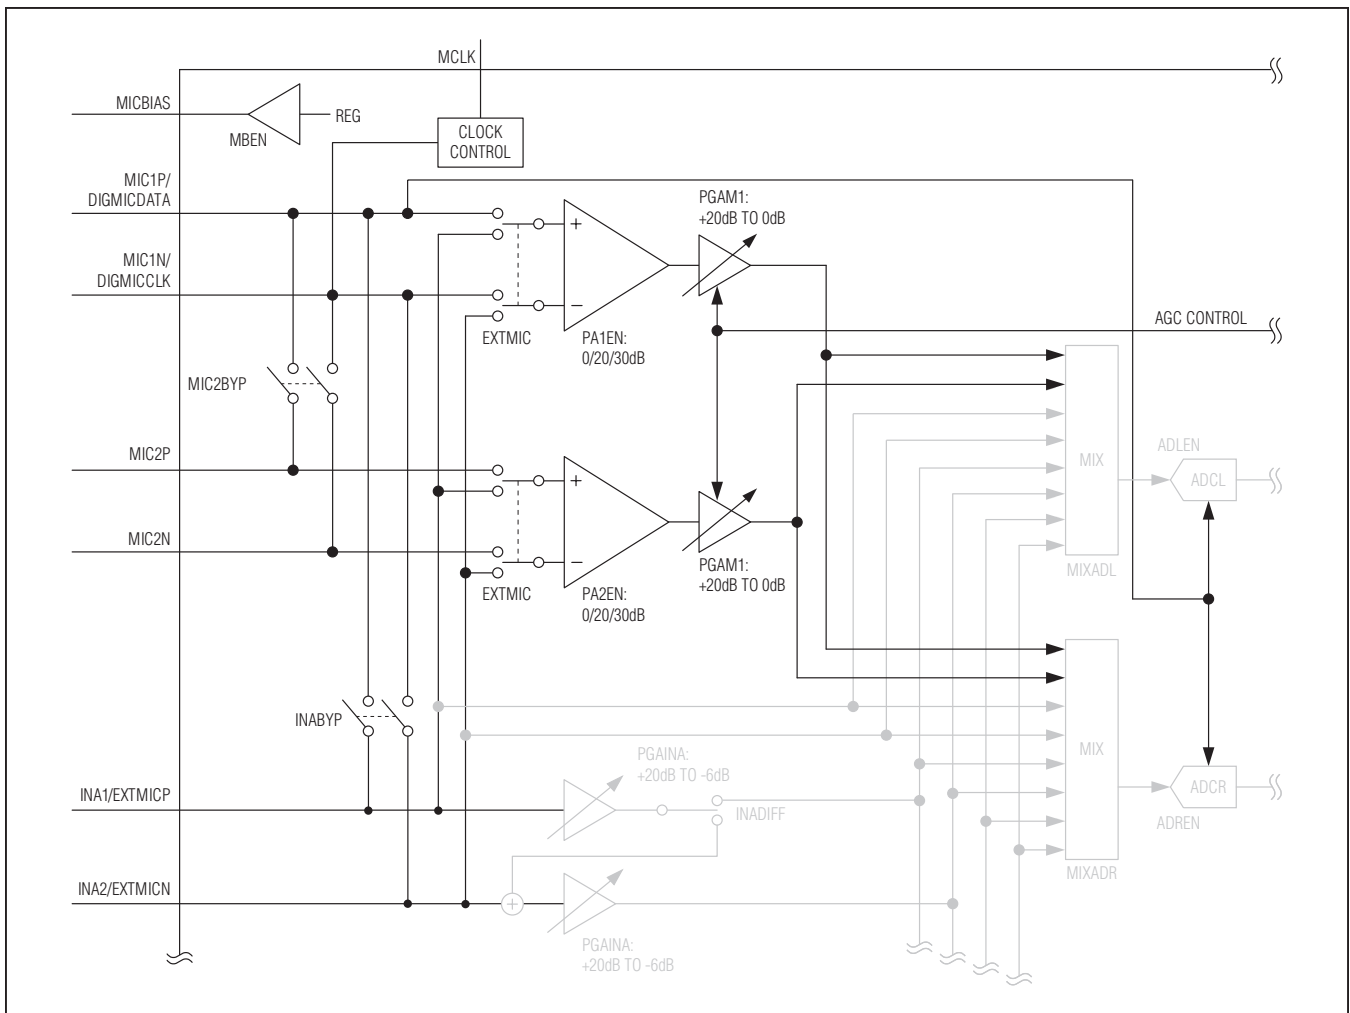 MCLK
MICBIAS
REG
MBEN
CLOCK
CONTROL
MIC1P/
DIGMICDATA
PGAM1:
+20dB TO 0dB
+
MIC1N/
DIGMICCLK
−
EXTMIC
PA1EN:
0/20/30dB
AGC CONTROL
MIC2BYP
MIC2P
ADLEN
MIX
ADCL
+
MIC2N
−
EXTMIC
PA2EN:
0/20/30dB
PGAM1:
+20dB TO 0dB
MIXADL
INABYP
PGAINA:
+20dB TO -6dB
MIX
INA1/EXTMICP
INADIFF
ADCR
ADREN
MIXADR
INA2/EXTMICN
+
PGAINA:
+20dB TO -6dB